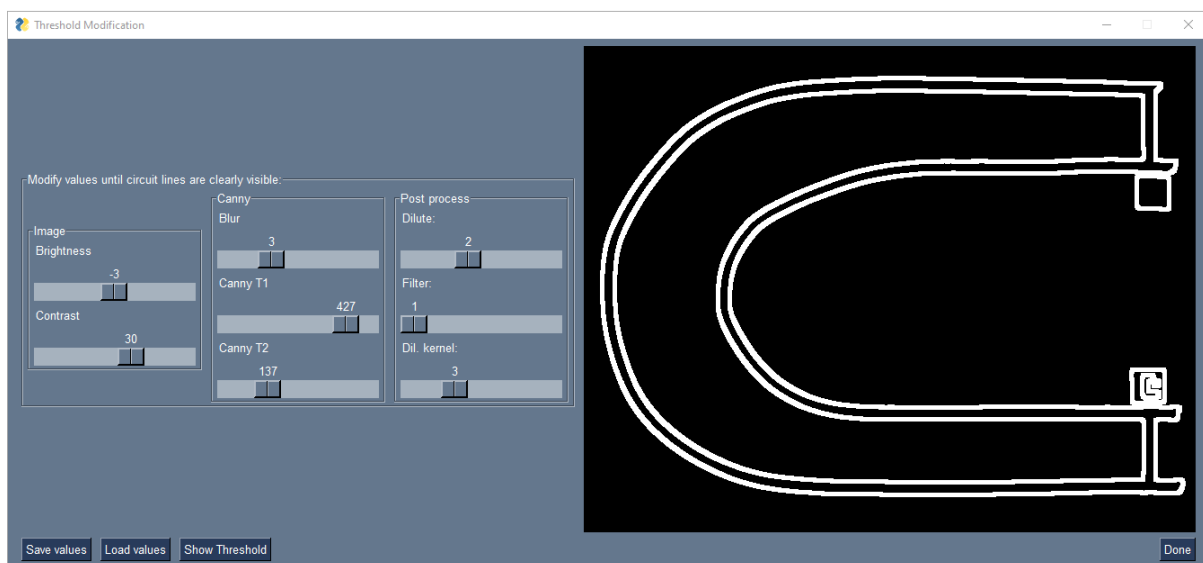 Threshold Modification
Modify values until circuit lines are clearly visible:
Image
Brightness
-3
Contrast
30
Canny
Blur
3
Canny T1
427
Canny T2
137
Post process
Dilute:
2
Filter:
1
Dil. kernel:
3
Save values
Load values
Show Threshold
Done